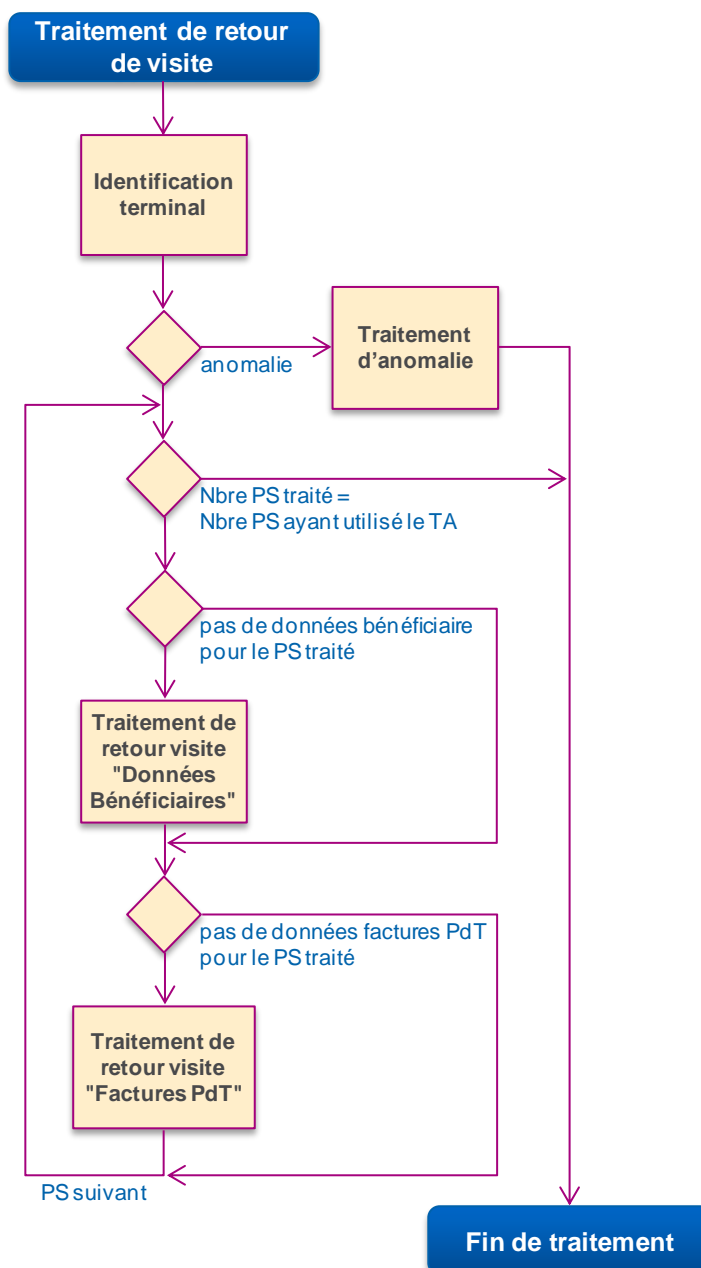 Traitement de retour
de visite
Identification
terminal
Traitement
d’anomalie
anomalie
Nbre PS traité =
Nbre PS ayant utilisé le TA
pas de données bénéficiaire
pour le PS traité
Traitement de
retour visite
"Données
Bénéficiaires"
pas de données factures PdT
pour le PS traité
Traitement de
retour visite
"Factures PdT"
PS suivant
Fin de traitement